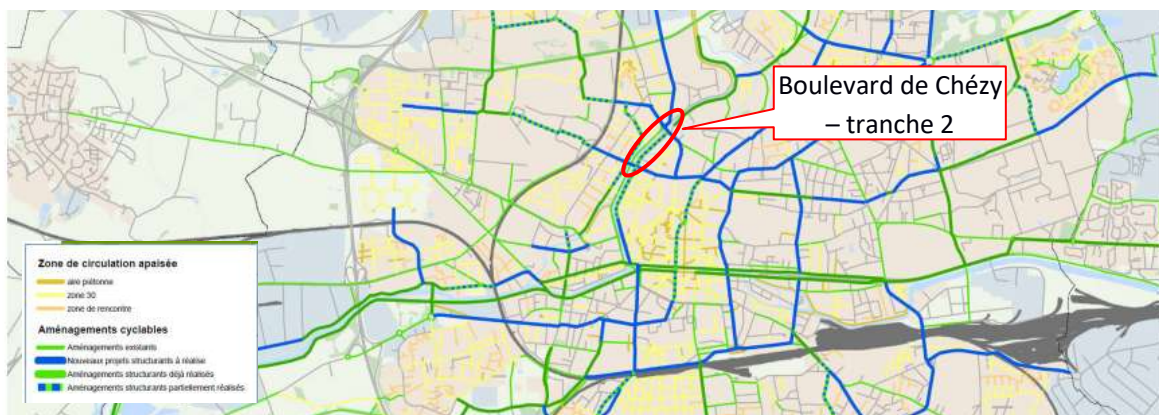 Boulevard de Chézy
– tranche 2
Zone de circulation apaisée
aire piétonne
zone 30
zone de rencontre
Aménagements cyclables
Aménagements existants
Nouveaux projets structurants à réalise
Aménagements structurants déjà réalisés
Aménagements structurants partiellement réalisés